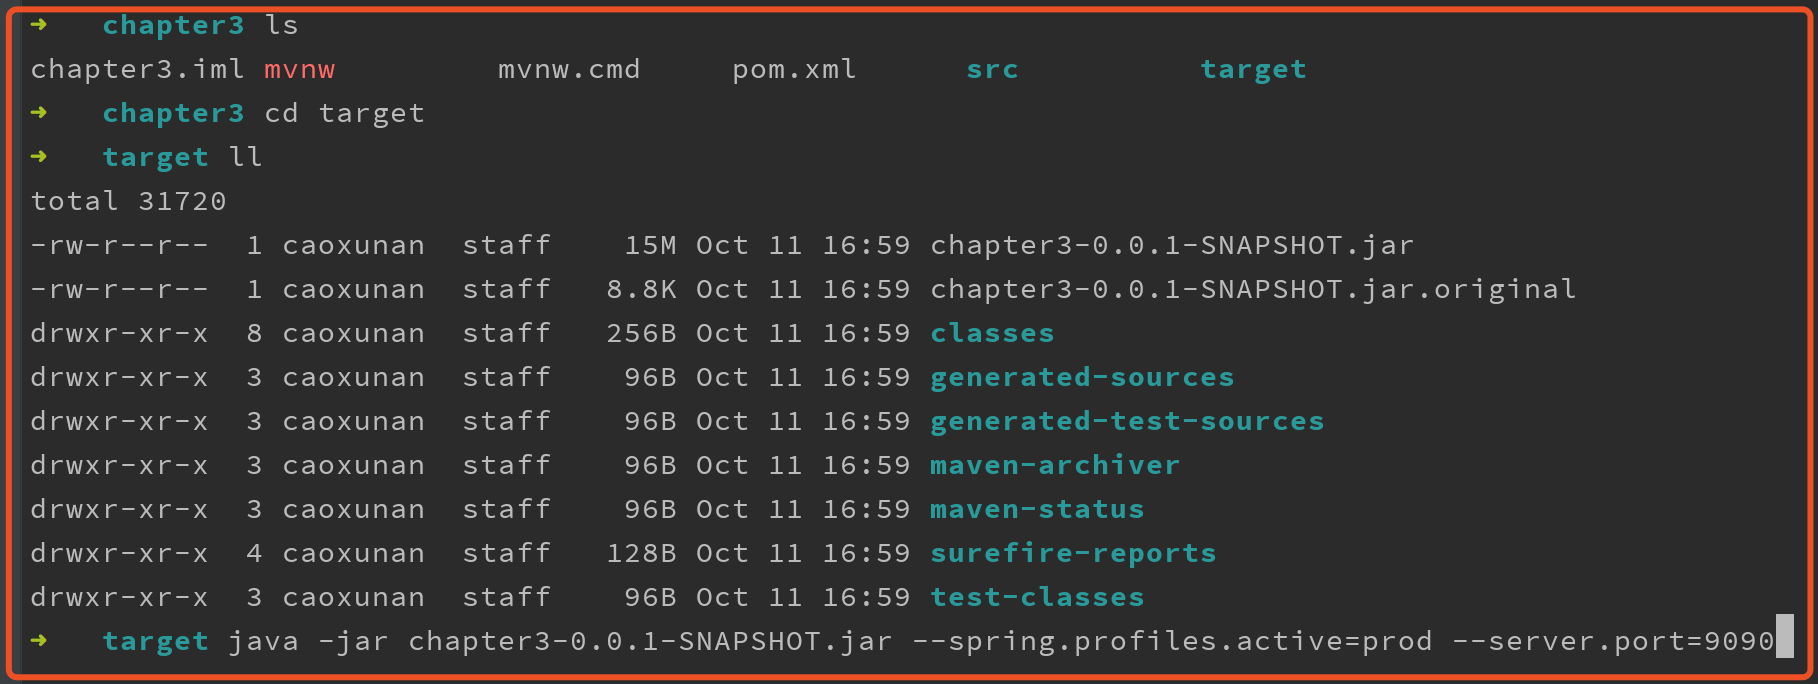 ➜ chapter3 ls
chapter3.iml mvnw mvnw.cmd pom.xml src target
➜ chapter3 cd target
➜ target ll
total 31720
-rw-r--r-- 1 caoxunan staff 15M Oct 11 16:59 chapter3-0.0.1-SNAPSHOT.jar
-rw-r--r-- 1 caoxunan staff 8.8K Oct 11 16:59 chapter3-0.0.1-SNAPSHOT.jar.original
drwxr-xr-x 8 caoxunan staff 256B Oct 11 16:59 classes
drwxr-xr-x 3 caoxunan staff 96B Oct 11 16:59 generated-sources
drwxr-xr-x 3 caoxunan staff 96B Oct 11 16:59 generated-test-sources
drwxr-xr-x 3 caoxunan staff 96B Oct 11 16:59 maven-archiver
drwxr-xr-x 3 caoxunan staff 96B Oct 11 16:59 maven-status
drwxr-xr-x 4 caoxunan staff 128B Oct 11 16:59 surefire-reports
drwxr-xr-x 3 caoxunan staff 96B Oct 11 16:59 test-classes
➜ target java -jar chapter3-0.0.1-SNAPSHOT.jar --spring.profiles.active=prod --server.port=9090